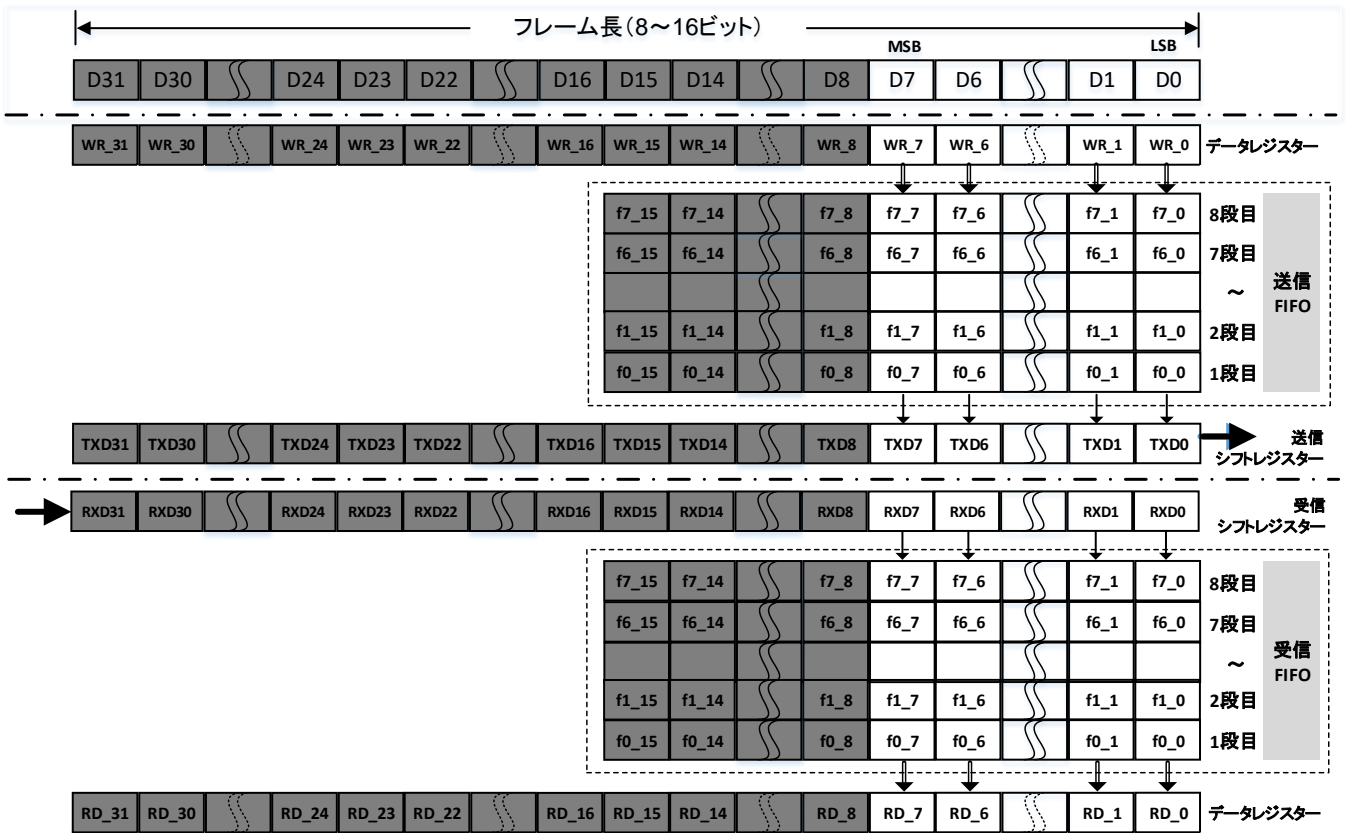 フレーム長(8～16ビット)
MSB LSB
D31 D30 D24 D23 D22 D16 D15 D14 D8 D7 D6 D1 D0
WR_31 WR_30 WR_24 WR_23 WR_22 WR_16 WR_15 WR_14 WR_8 WR_7 WR_6 WR_1 WR_0 データレジスター
f7_15 f7_14 f7_8 f7_7 f7_6 f7_1 f7_0 8段目
f6_15 f6_14 f6_8 f6_7 f6_6 f6_1 f6_0 7段目
～
送信
FIFO
f1_15 f1_14 f1_8 f1_7 f1_6 f1_1 f1_0 2段目
f0_15 f0_14 f0_8 f0_7 f0_6 f0_1 f0_0 1段目
TXD31 TXD30 TXD24 TXD23 TXD22 TXD16 TXD15 TXD14 TXD8 TXD7 TXD6 TXD1 TXD0
送信
シフトレジスター
RXD31 RXD30 RXD24 RXD23 RXD22 RXD16 RXD15 RXD14 RXD8 RXD7 RXD6 RXD1 RXD0
受信
シフトレジスター
f7_15 f7_14 f7_8 f7_7 f7_6 f7_1 f7_0 8段目
f6_15 f6_14 f6_8 f6_7 f6_6 f6_1 f6_0 7段目
～
受信
FIFO
f1_15 f1_14 f1_8 f1_7 f1_6 f1_1 f1_0 2段目
f0_15 f0_14 f0_8 f0_7 f0_6 f0_1 f0_0 1段目
RD_31 RD_30 RD_24 RD_23 RD_22 RD_16 RD_15 RD_14 RD_8 RD_7 RD_6 RD_1 RD_0 データレジスター